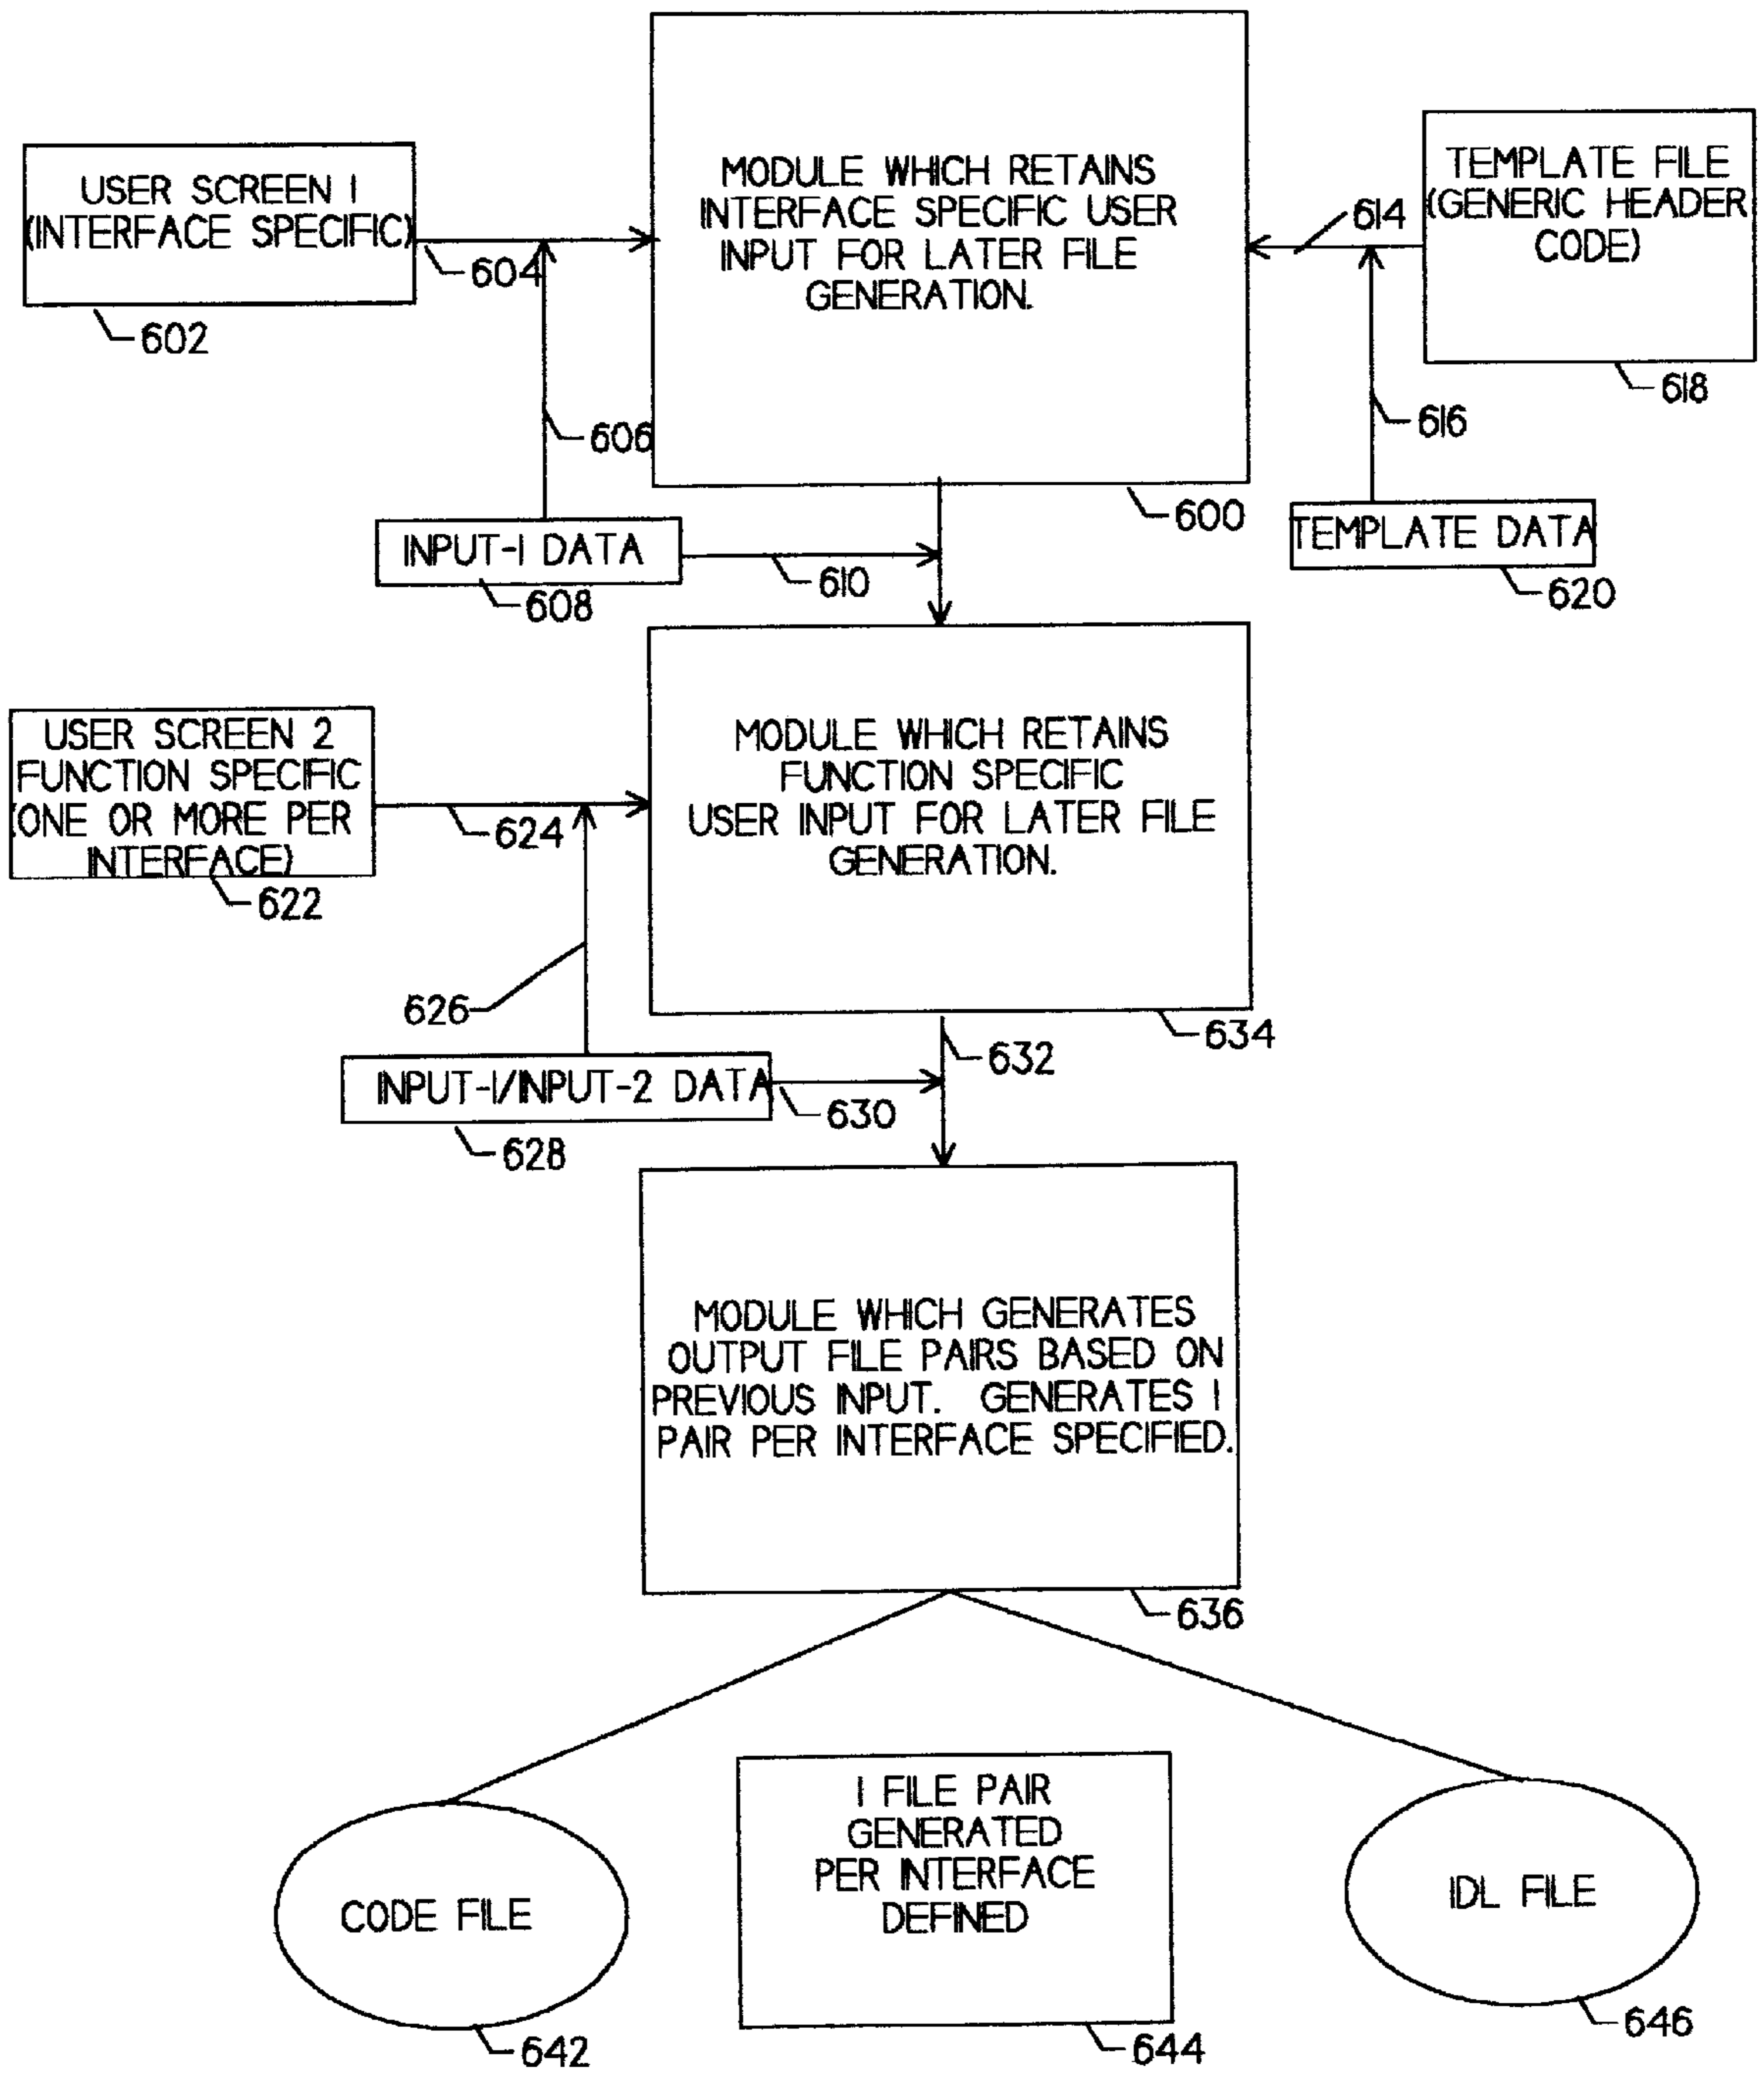 USER SCREEN 1
(INTERFACE SPECIFIC)
602
604
606
MODULE WHICH RETAINS
INTERFACE SPECIFIC USER
INPUT FOR LATER FILE
GENERATION.
600
TEMPLATE FILE
(GENERIC HEADER
CODE)
614
618
616
INPUT-1 DATA
608
610
TEMPLATE DATA
620
USER SCREEN 2
FUNCTION SPECIFIC
(ONE OR MORE PER
INTERFACE)
622
624
626
MODULE WHICH RETAINS
FUNCTION SPECIFIC
USER INPUT FOR LATER FILE
GENERATION.
634
632
INPUT-1/INPUT-2 DATA
628
630
MODULE WHICH GENERATES
OUTPUT FILE PAIRS BASED ON
PREVIOUS INPUT. GENERATES 1
PAIR PER INTERFACE SPECIFIED.
636
CODE FILE
642
1 FILE PAIR
GENERATED
PER INTERFACE
DEFINED
644
IDL FILE
646